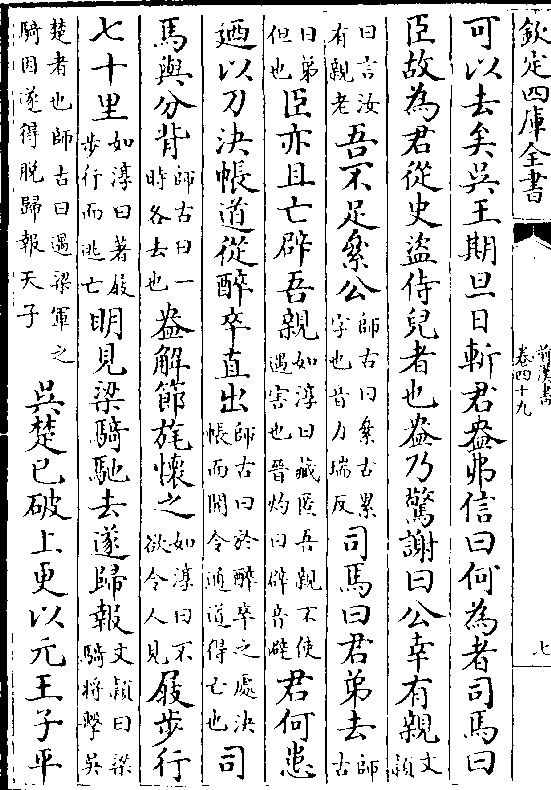 欽定四庫全書
前漢書
卷四十九
七
可以去矣吳王期旦日斬君盎弗信曰何為者司馬曰
臣故為君從史盜侍兒者也盎乃驚謝曰公幸有親文穎
曰言汝有親老吾不足絫公師古曰絫古累字也音力瑞反司馬曰君弟去師古
曰弟但也臣亦且亡辟吾親如淳曰藏匿吾親不使遇害也晉灼曰辟音避君何患
迺以刀決帳道從醉卒直出師古曰於醉卒之處決帳而開令通道得亡也司
馬與分背師古曰一時各去也盎解節旄懷之如淳曰不欲令人見屐步行
七十里如淳曰著屐步行而逃亡明見梁騎馳去遂歸報文穎曰梁騎將擊吳
楚者也師古曰遇梁軍之騎因遂得脫歸報天子吳楚已破上更以元王子平